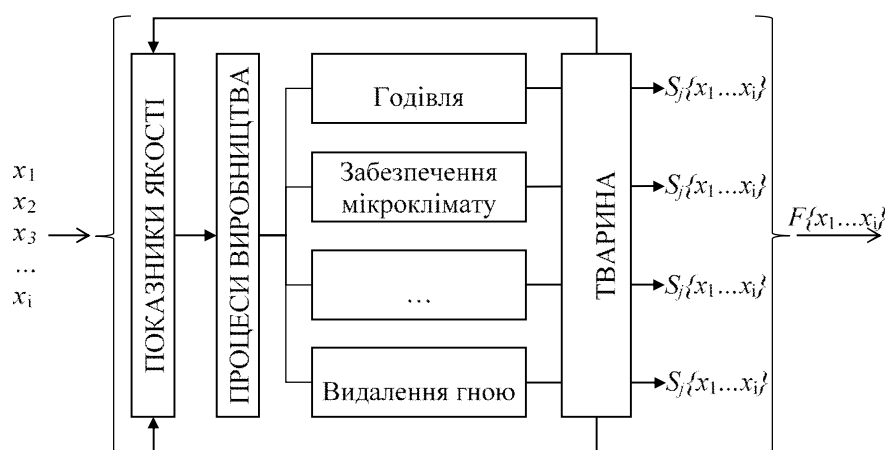 x₁
x₂
x₃
...
xᵢ
ПОКАЗНИКИ ЯКОСТІ
ПРОЦЕСИ ВИРОБНИЦТВА
Годівля
Забезпечення
мікроклімату
...
Видалення гною
ТВАРИНА
Sⱼ{x₁...xᵢ}
Sⱼ{x₁...xᵢ}
Sⱼ{x₁...xᵢ}
Sⱼ{x₁...xᵢ}
F{x₁...xᵢ}